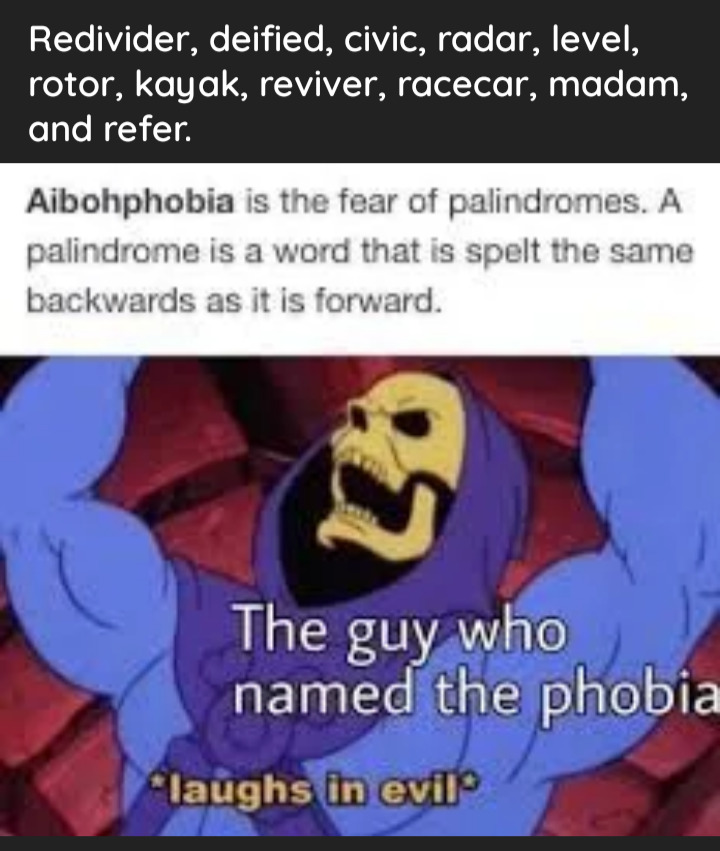 Redivider, deified, civic, radar, level,
rotor, kayak, reviver, racecar, madam,
and refer.
Aibohphobia is the fear of palindromes. A
palindrome is a word that is spelt the same
backwards as it is forward.
The guy who
named the phobia
*laughs in evil*